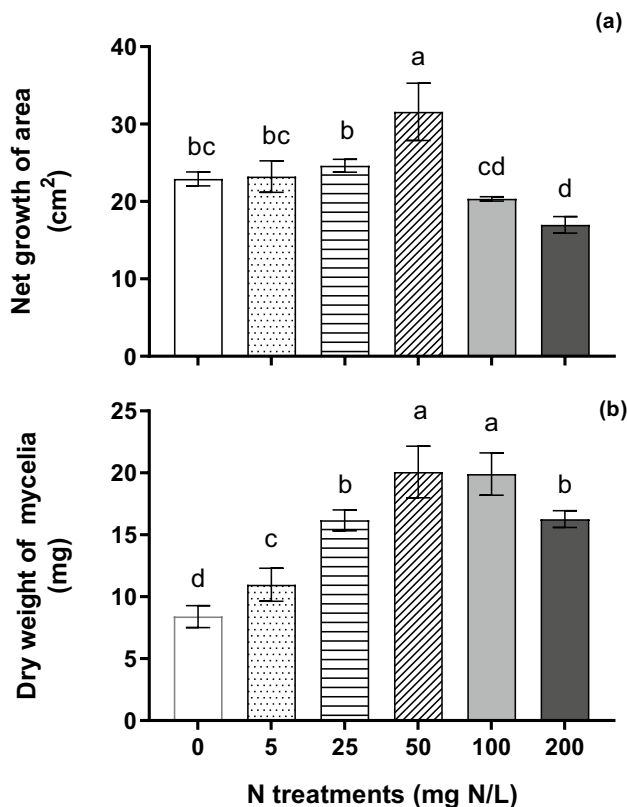 (a)
Net growth of area
(cm²)
40
30
20
10
0
bc
bc
b
a
cd
d
(b)
Dry weight of mycelia
(mg)
25
20
15
10
5
0
d
c
b
a
a
b
0 5 25 50 100 200
N treatments (mg N/L)